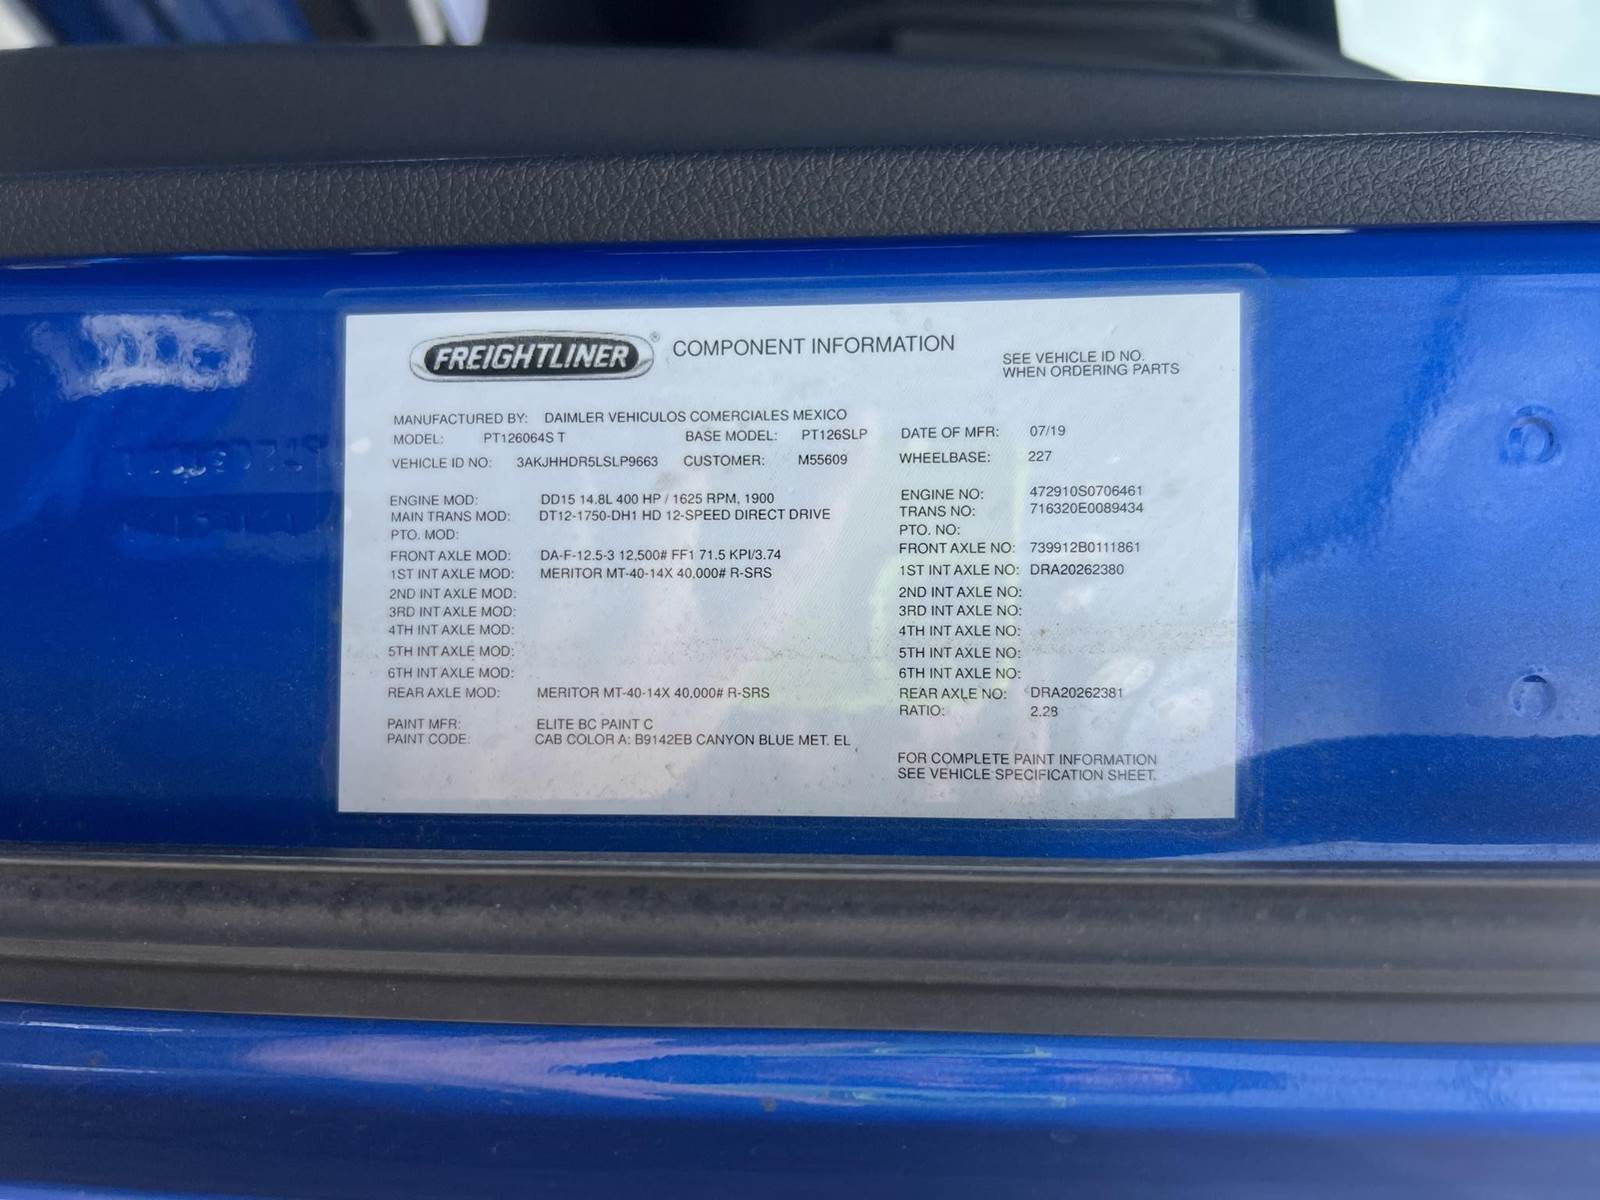 FREIGHTLINER ® COMPONENT INFORMATION
SEE VEHICLE ID NO.
WHEN ORDERING PARTS
MANUFACTURED BY: DAIMLER VEHICULOS COMERCIALES MEXICO
MODEL: PT126064S T BASE MODEL: PT126SLP DATE OF MFR: 07/19
VEHICLE ID NO: 3AKJHHDR5LSLP9663 CUSTOMER: M55609 WHEELBASE: 227
ENGINE MOD: DD15 14.8L 400 HP / 1625 RPM, 1900 ENGINE NO: 472910S0706461
MAIN TRANS MOD: DT12-1750-DH1 HD 12-SPEED DIRECT DRIVE TRANS NO: 716320E0089434
PTO. MOD: PTO. NO:
FRONT AXLE MOD: DA-F-12.5-3 12,500# FF1 71.5 KPI/3.74 FRONT AXLE NO: 739912B0111861
1ST INT AXLE MOD: MERITOR MT-40-14X 40,000# R-SRS 1ST INT AXLE NO: DRA20262380
2ND INT AXLE MOD: 2ND INT AXLE NO:
3RD INT AXLE MOD: 3RD INT AXLE NO:
4TH INT AXLE MOD: 4TH INT AXLE NO:
5TH INT AXLE MOD: 5TH INT AXLE NO:
6TH INT AXLE MOD: 6TH INT AXLE NO:
REAR AXLE MOD: MERITOR MT-40-14X 40,000# R-SRS REAR AXLE NO: DRA20262381
RATIO: 2.28
PAINT MFR: ELITE BC PAINT C
PAINT CODE: CAB COLOR A: B9142EB CANYON BLUE MET. EL
FOR COMPLETE PAINT INFORMATION
SEE VEHICLE SPECIFICATION SHEET.